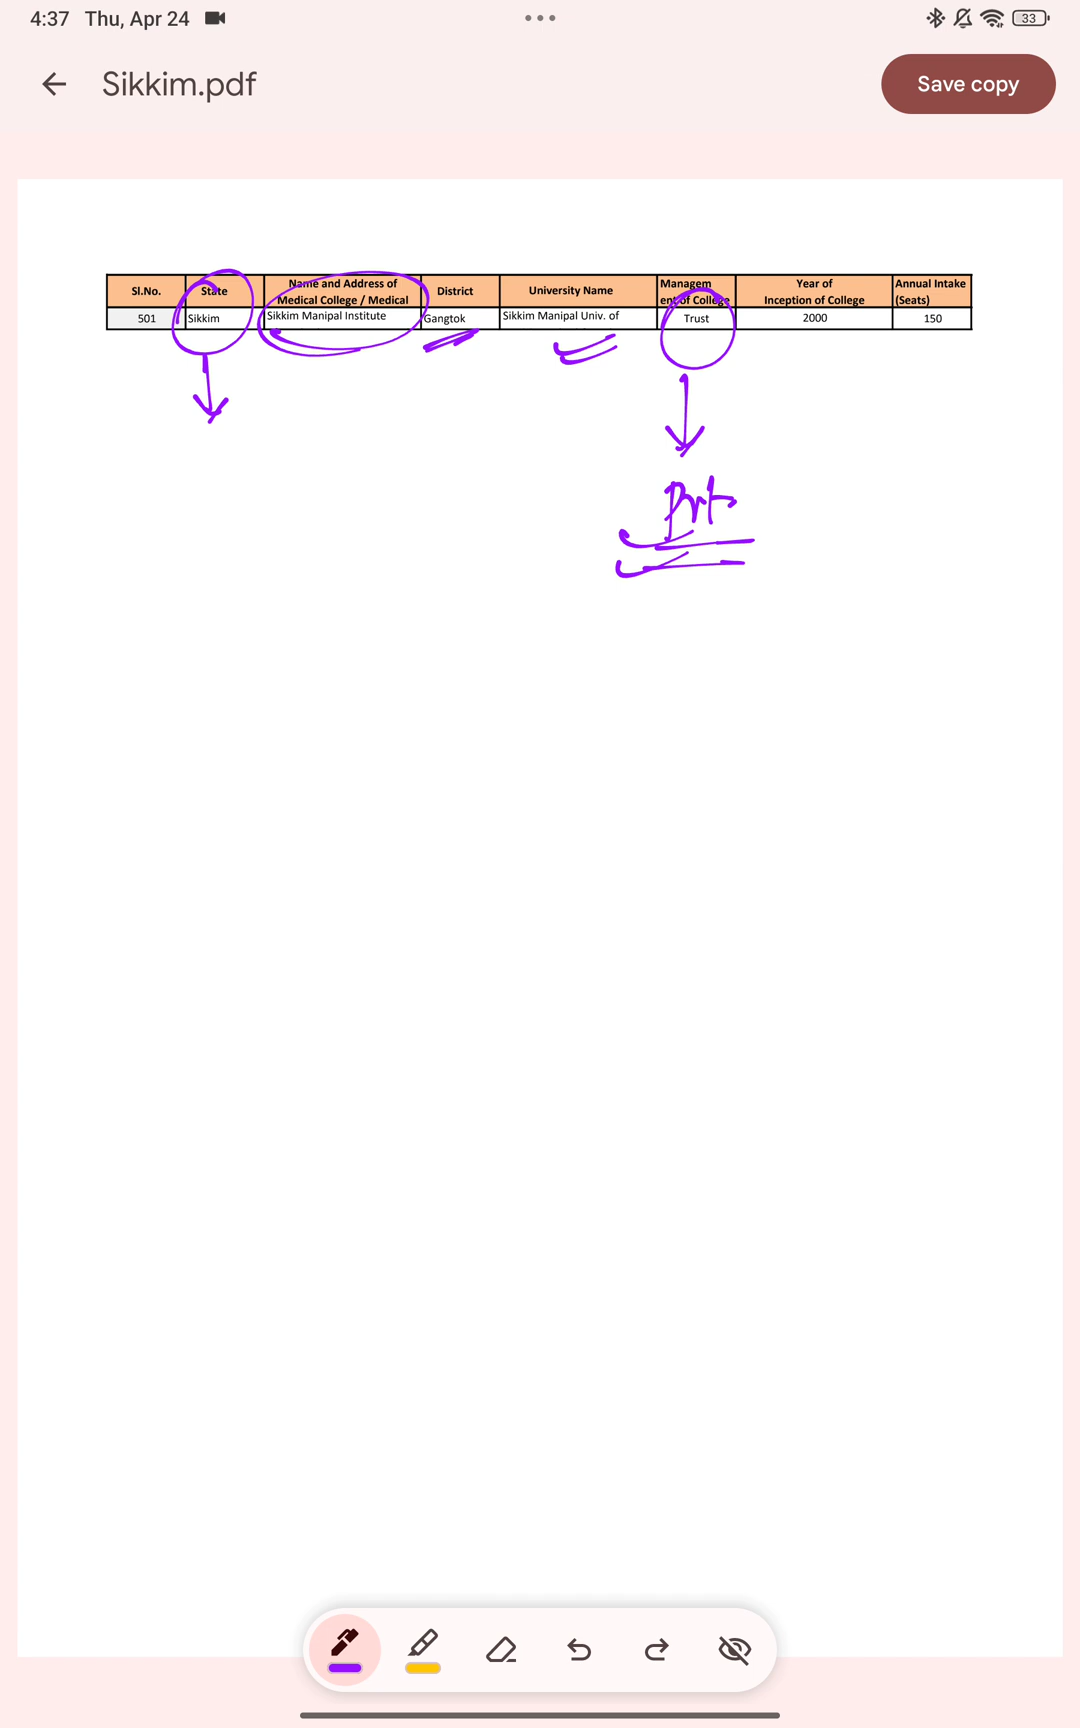 4:37 Thu, Apr 24 33
Sikkim.pdf Save copy
Sl.No. State Name and Address of Medical College / Medical District University Name Managem ent of College Year of Inception of College Annual Intake (Seats)
501 Sikkim Sikkim Manipal Institute Gangtok Sikkim Manipal Univ. of Trust 2000 150